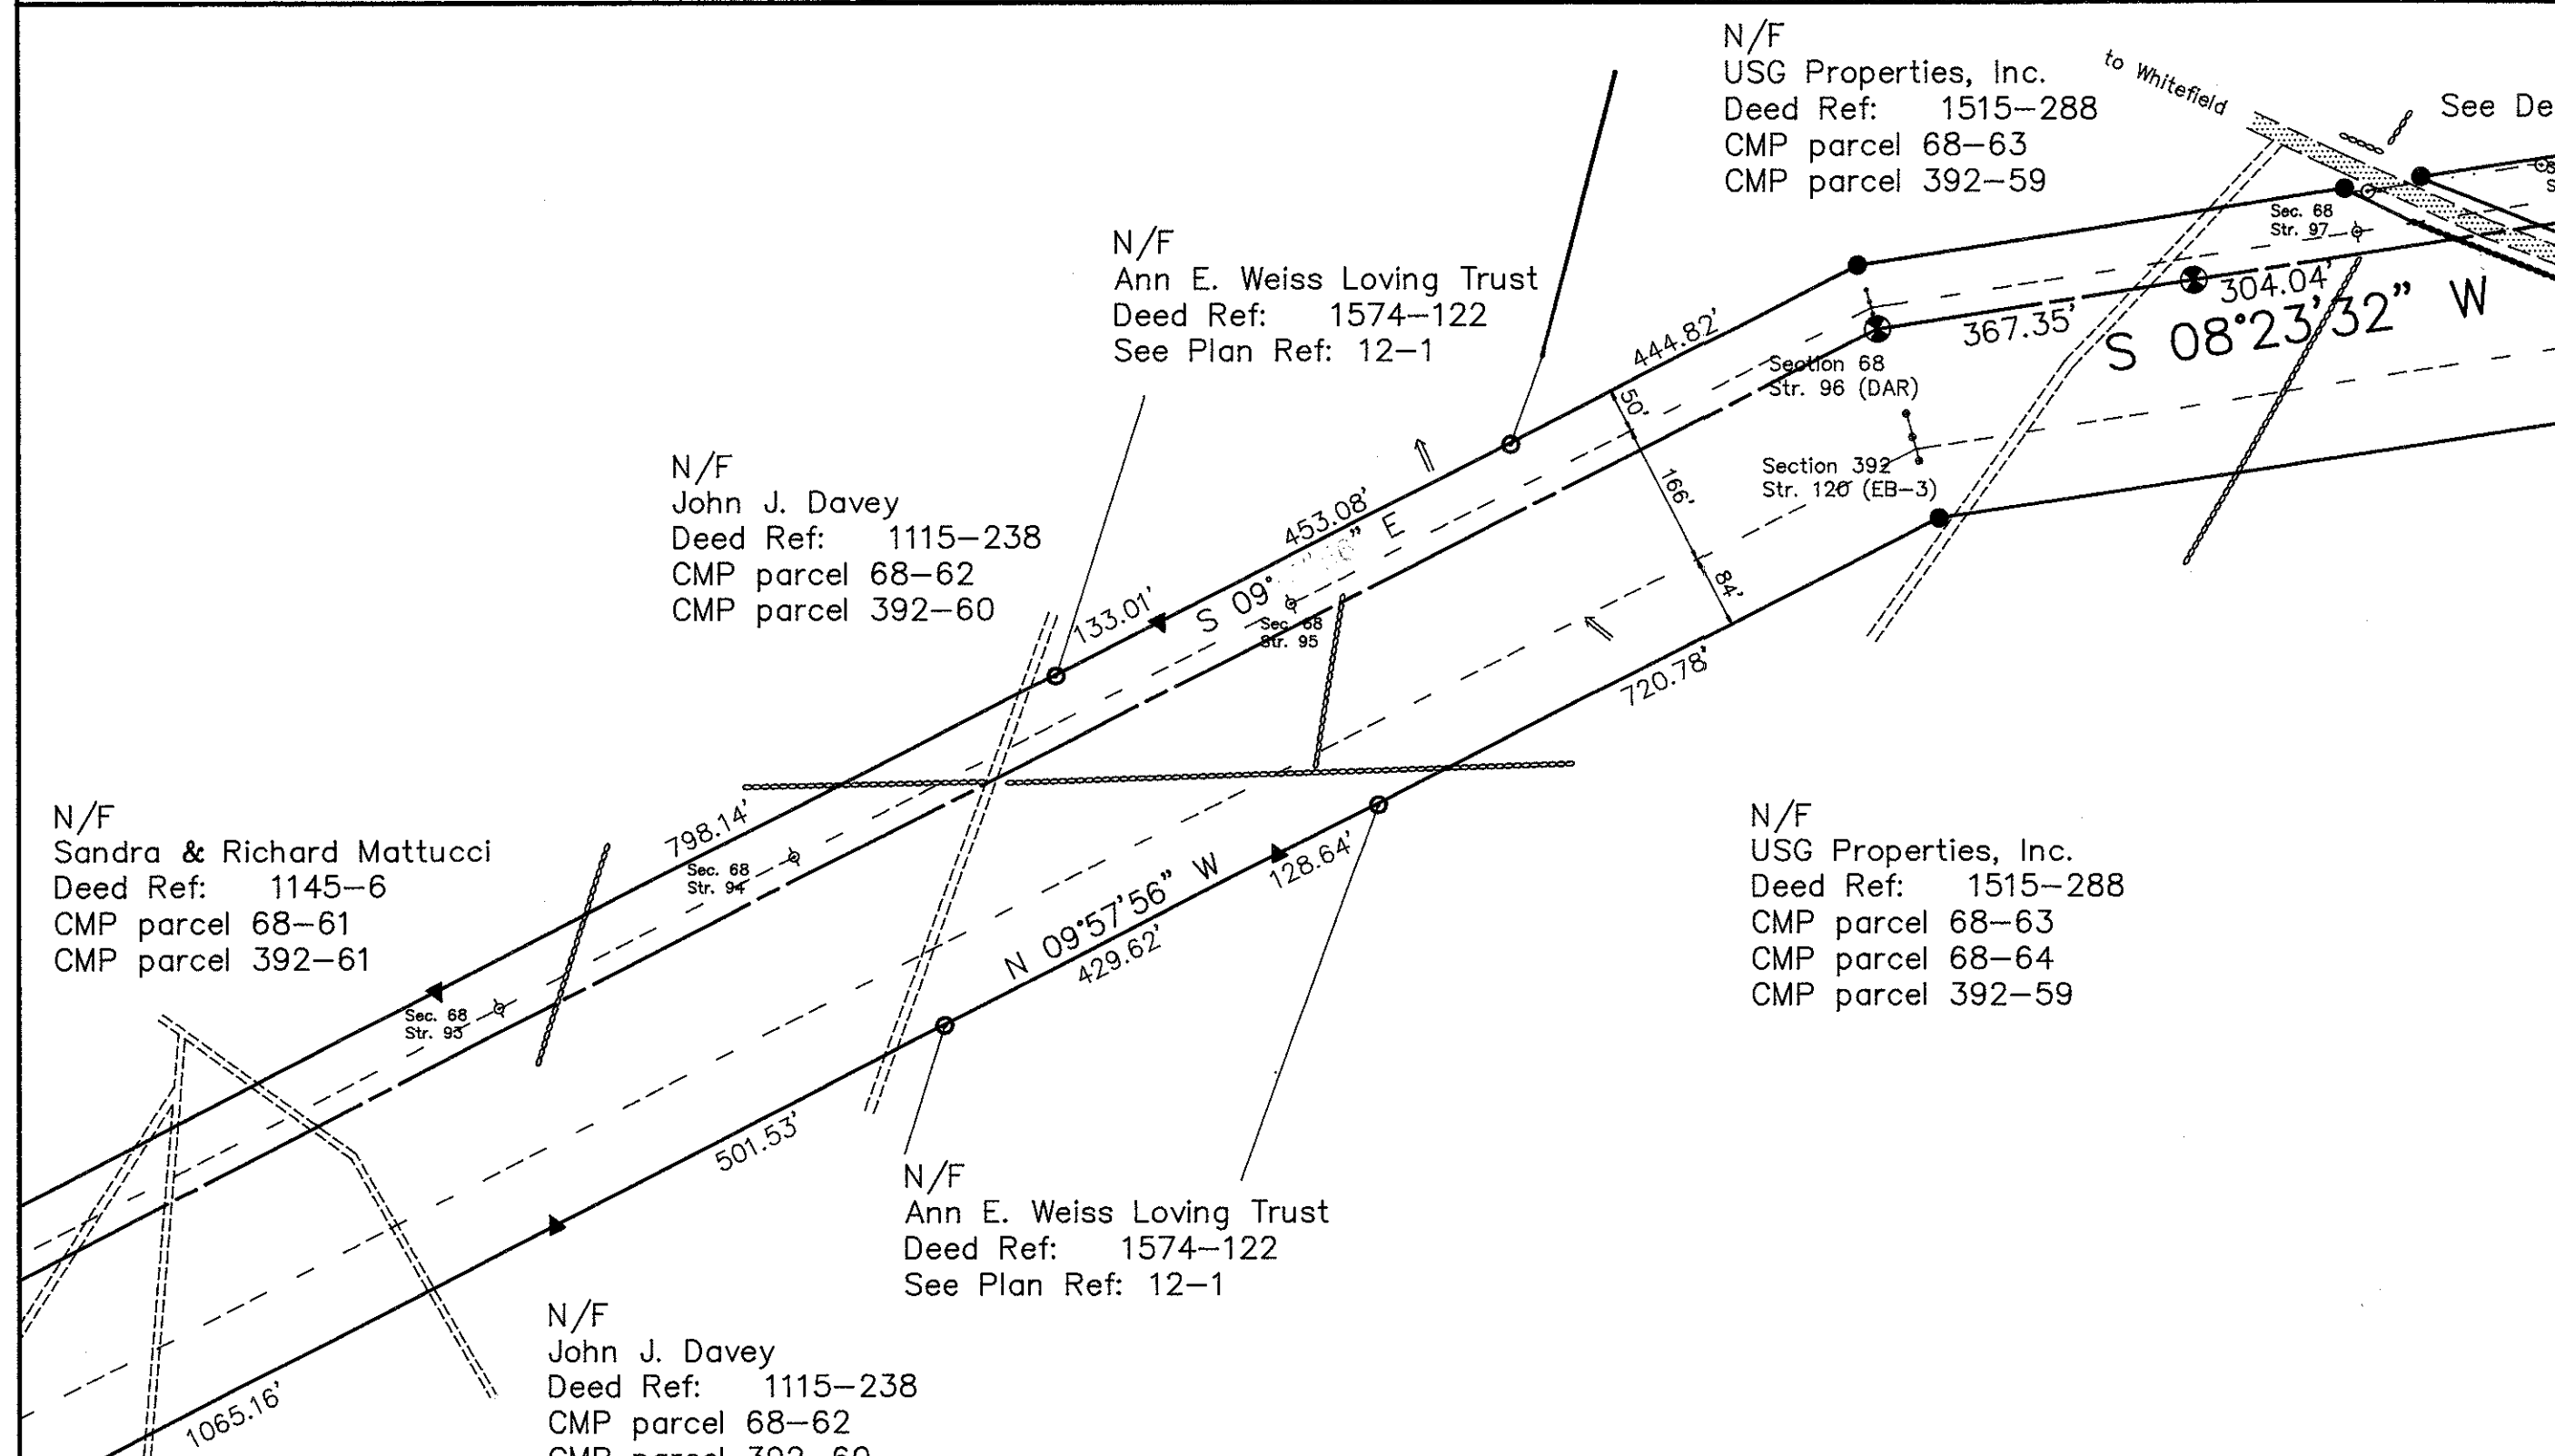 N/F
USG Properties, Inc.
Deed Ref: 1515-288
CMP parcel 68-63
CMP parcel 392-59
to Whitefield
See De
N/F
Ann E. Weiss Loving Trust
Deed Ref: 1574-122
See Plan Ref: 12-1
Sec. 68
Str. 97
304.04'
367.35'
S 08°23'32" W
444.82'
Section 68
Str. 96 (DAR)
50'
166'
84'
Section 392
Str. 120 (EB-3)
N/F
John J. Davey
Deed Ref: 1115-238
CMP parcel 68-62
CMP parcel 392-60
453.08'
S 09° E
133.01'
Sec. 68
Str. 95
720.78'
N/F
Sandra & Richard Mattucci
Deed Ref: 1145-6
CMP parcel 68-61
CMP parcel 392-61
798.14'
Sec. 68
Str. 94
128.64'
N 09°57'56" W
429.62'
N/F
USG Properties, Inc.
Deed Ref: 1515-288
CMP parcel 68-63
CMP parcel 68-64
CMP parcel 392-59
Sec. 68
Str. 93
501.53'
N/F
Ann E. Weiss Loving Trust
Deed Ref: 1574-122
See Plan Ref: 12-1
N/F
John J. Davey
Deed Ref: 1115-238
CMP parcel 68-62
CMP parcel 392-60
1065.16'